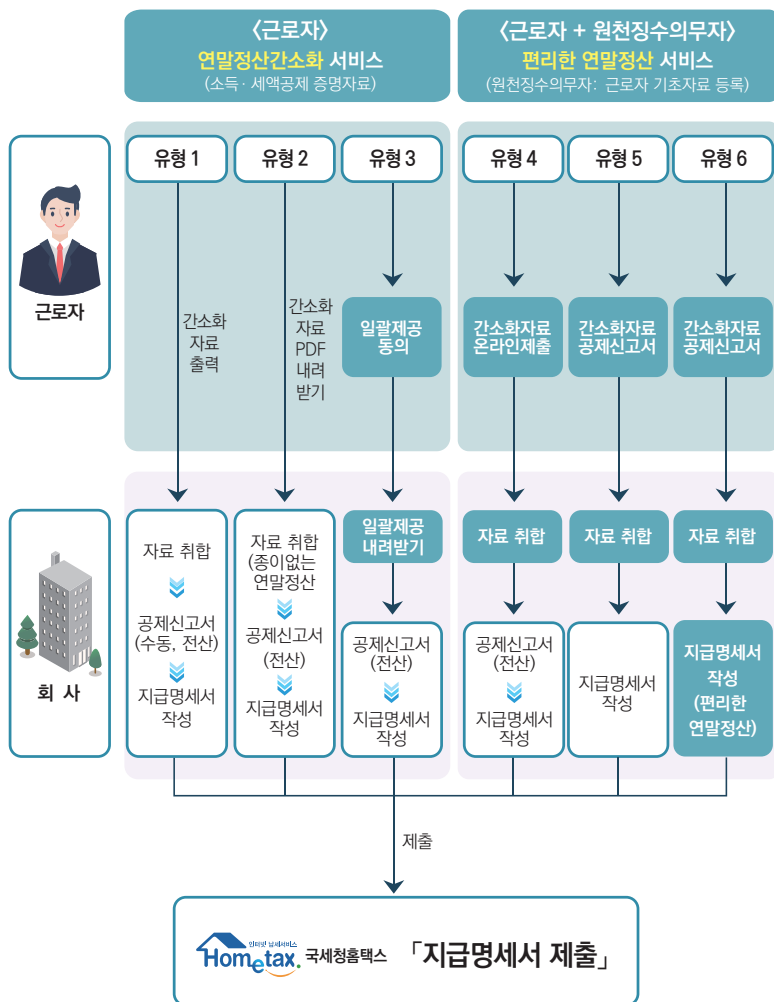 〈근로자〉
연말정산간소화 서비스
(소득· 세액공제 증명자료)
〈근로자 + 원천징수의무자〉
편리한 연말정산 서비스
(원천징수의무자: 근로자 기초자료 등록)
유형 1
유형 2
유형 3
유형 4
유형 5
유형 6
근로자
간소화
자료
출력
간소화
자료
PDF
내려
받기
일괄제공
동의
간소화자료
온라인제출
간소화자료
공제신고서
간소화자료
공제신고서
회 사
자료 취합
공제신고서
(수동, 전산)
지급명세서
작성
자료 취합
(종이없는
연말정산
공제신고서
(전산)
지급명세서
작성
일괄제공
내려받기
공제신고서
(전산)
지급명세서
작성
자료 취합
공제신고서
(전산)
지급명세서
작성
자료 취합
지급명세서
작성
자료 취합
지급명세서
작성
(편리한
연말정산)
제출
인터넷 납세서비스
Hometax. 국세청홈택스 「지급명세서 제출」